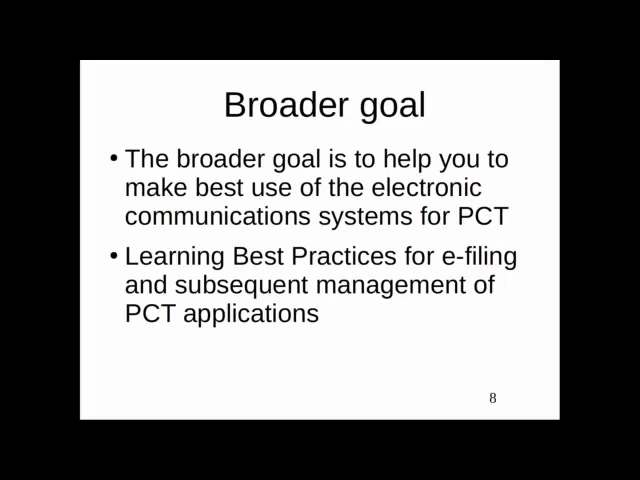 Broader goal
• The broader goal is to help you to
make best use of the electronic
communications systems for PCT
• Learning Best Practices for e-filing
and subsequent management of
PCT applications
8